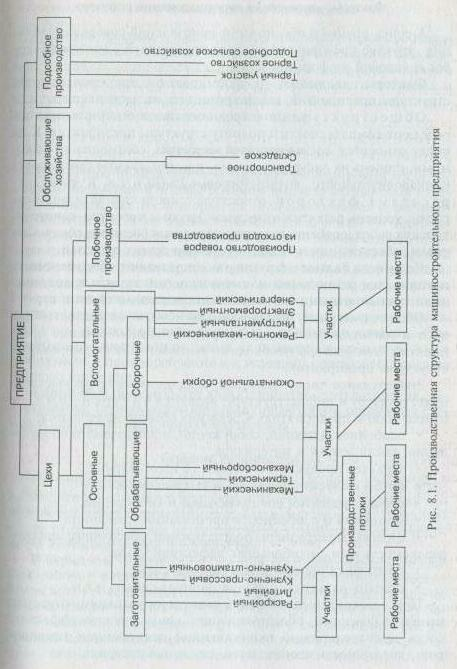 ПРЕДПРИЯТИЕ
Цехи
Обслуживающие
хозяйства
Подсобное
производство
Основные
Вспомогательные
Побочное
производство
Транспортное
Складское
Тарный участок
Тарное хозяйство
Подсобное сельское хозяйство
Заготовительные
Обрабатывающие
Сборочные
Ремонтно-механический
Инструментальный
Электроремонтный
Энергетический
Производство товаров
из отходов производства
Раскройный
Литейный
Кузнечно-прессовый
Кузнечно-штамповочный
Механический
Термический
Механосборочный
Окончательной сборки
Участки
Производственные
потоки
Участки
Участки
Рабочие места
Рабочие места
Рабочие места
Рабочие места
Рис. 8.1. Производственная структура машиностроительного предприятия